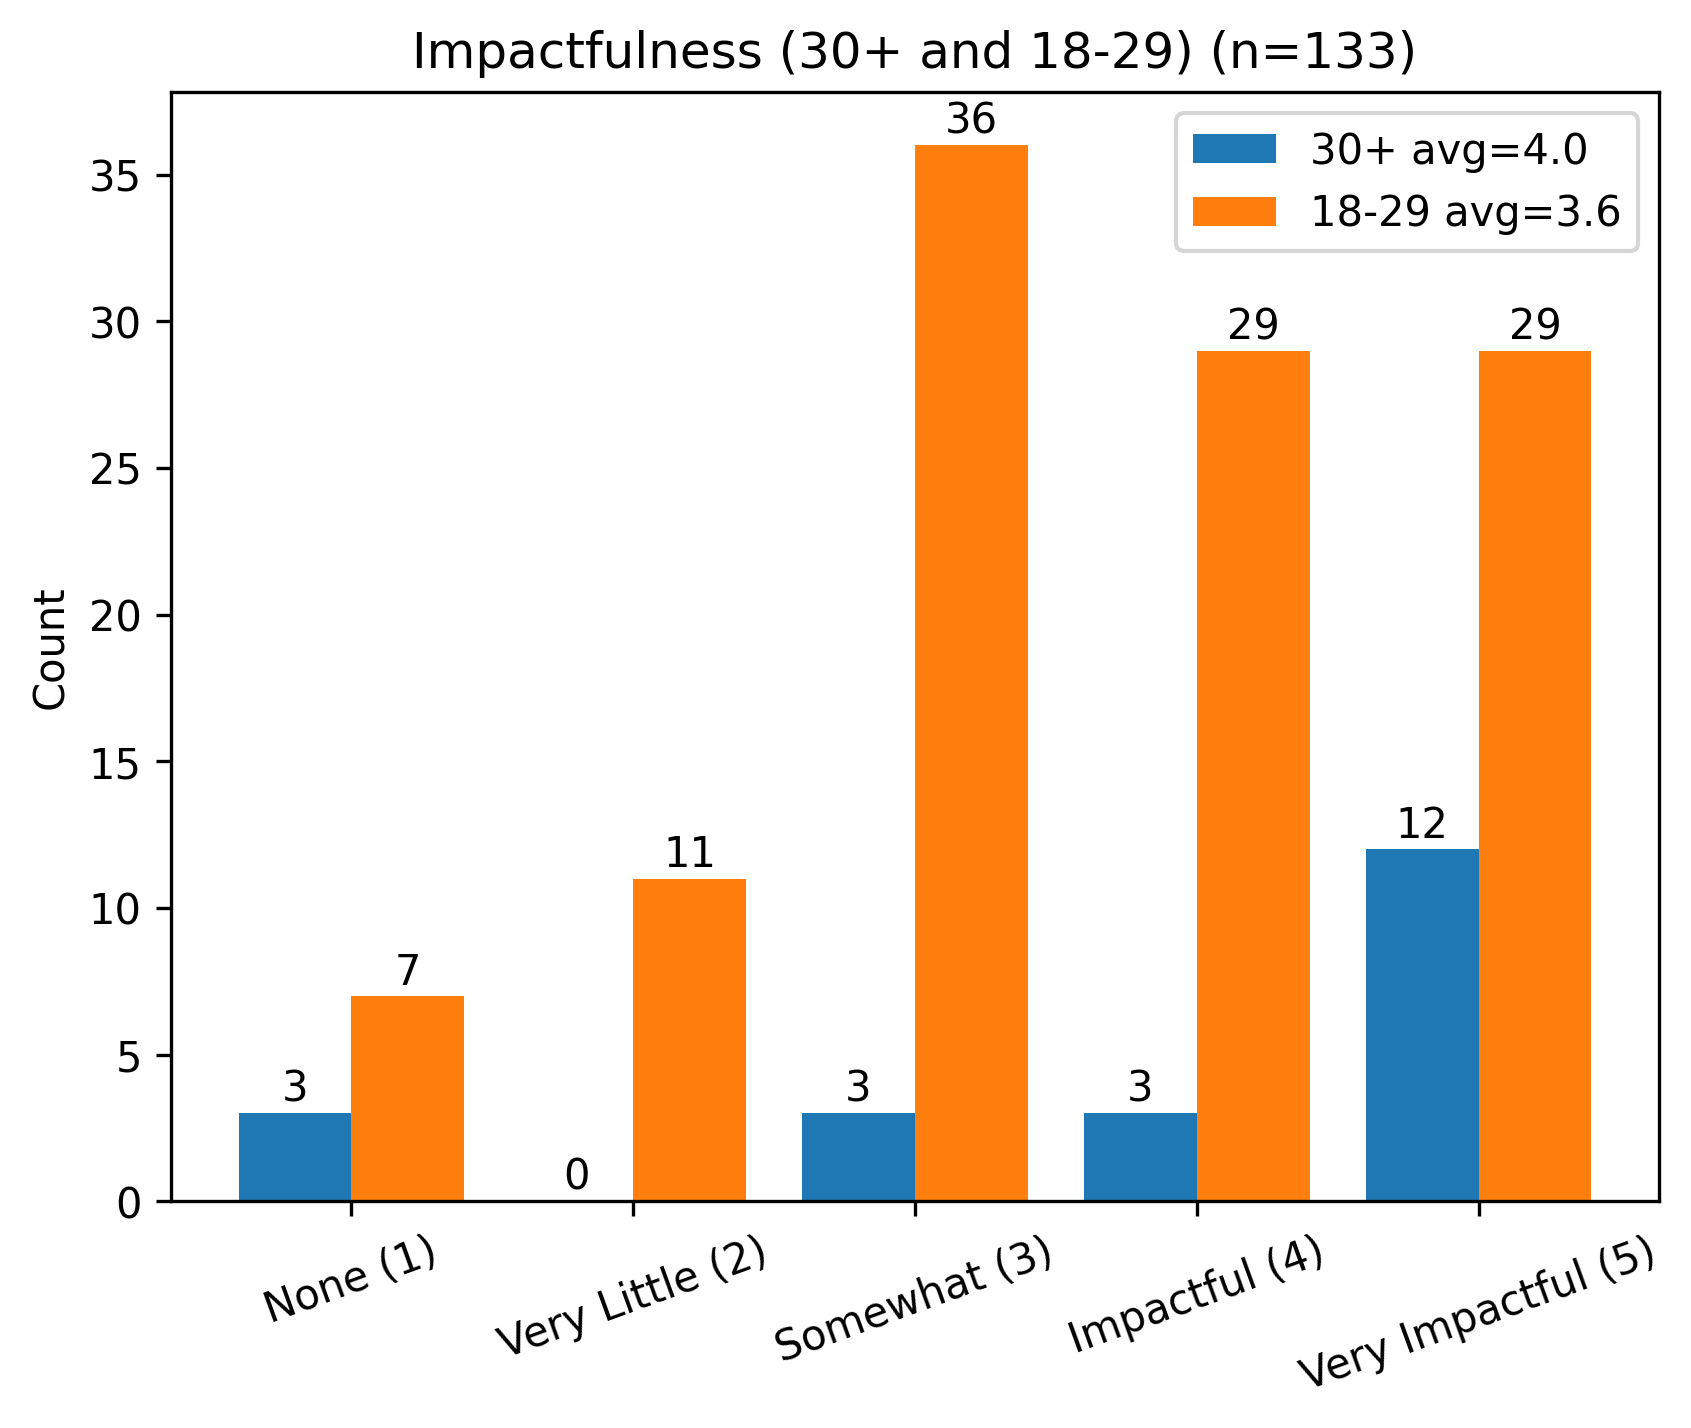 Impactfulness (30+ and 18-29) (n=133)
30+ avg=4.0
18-29 avg=3.6
Count
35
30
25
20
15
10
5
0
3
7
0
11
3
36
3
29
12
29
None (1)
Very Little (2)
Somewhat (3)
Impactful (4)
Very Impactful (5)